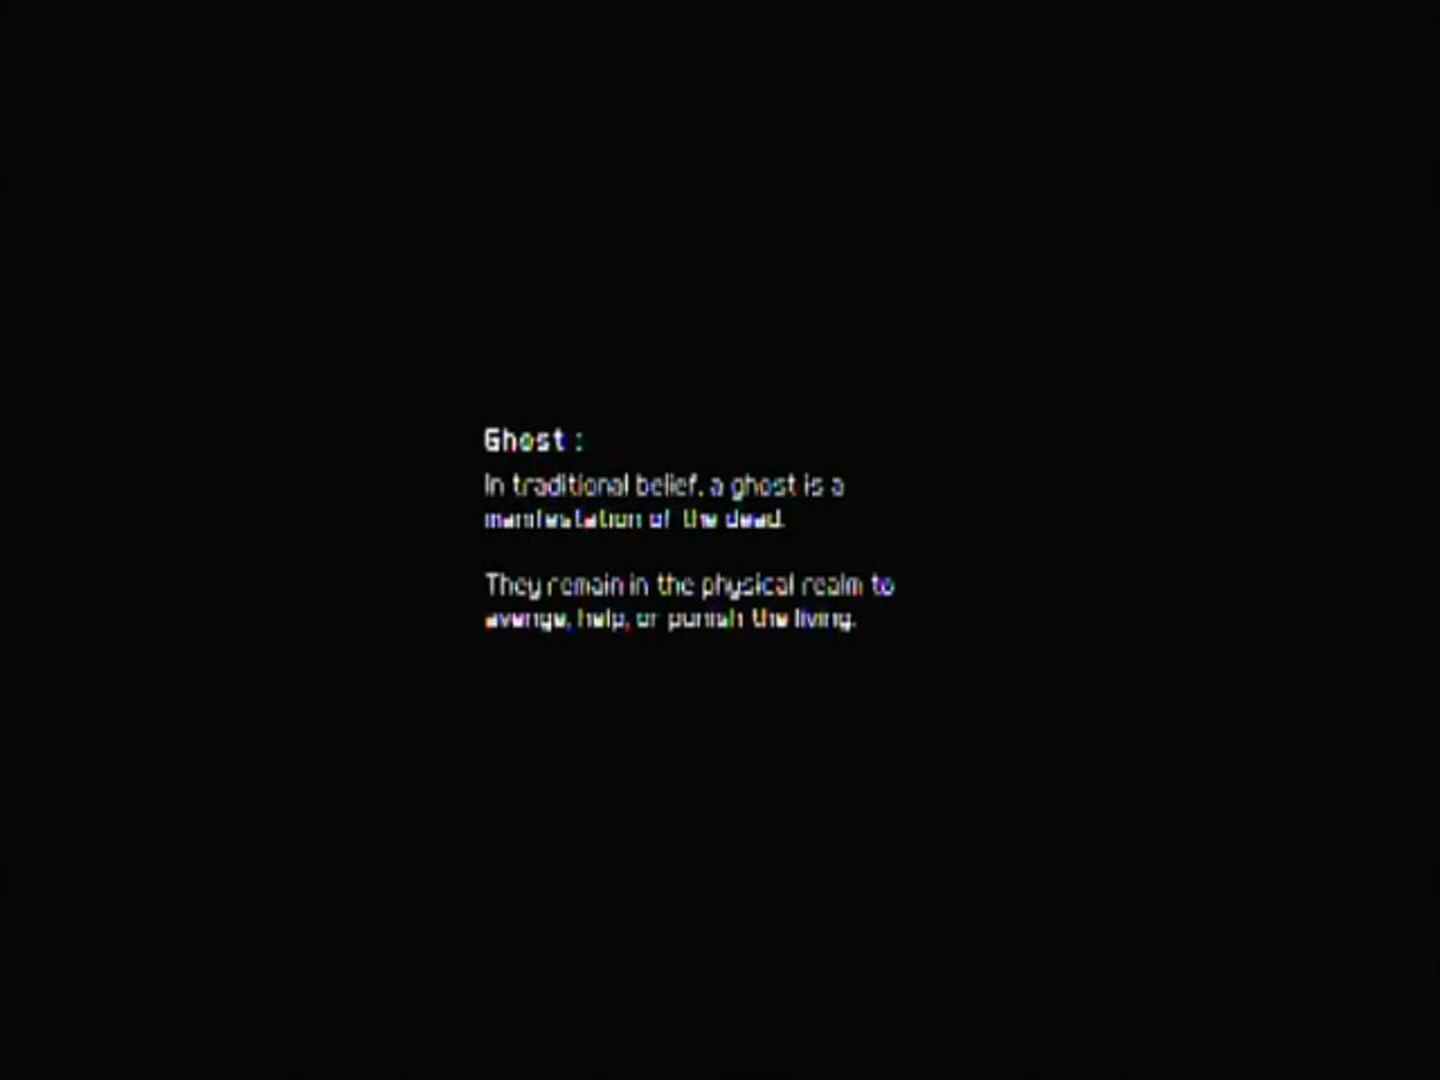 Ghost :
In traditional belief, a ghost is a
manifestation of the dead.
They remain in the physical realm to
avenge, help, or punish the living.